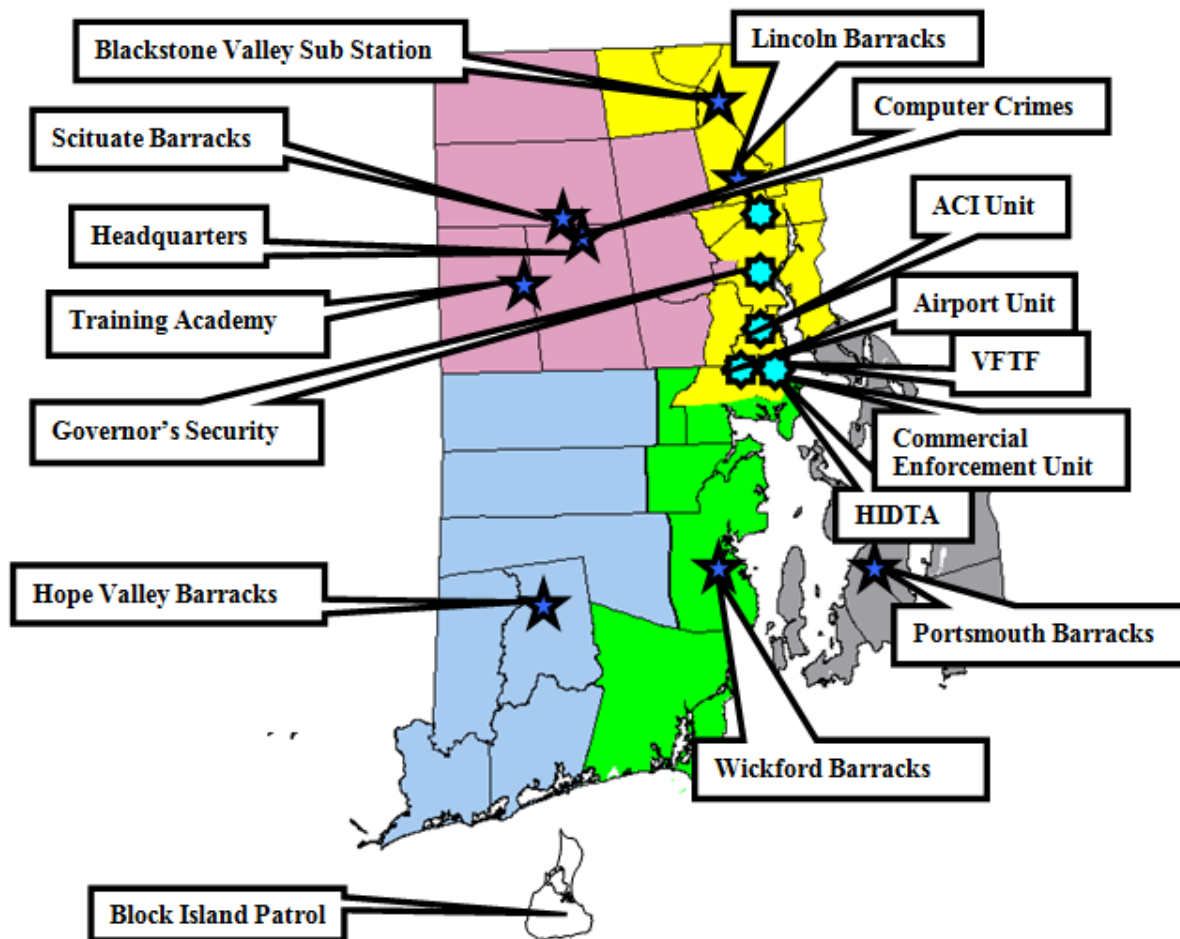 Blackstone Valley Sub Station
Lincoln Barracks
Computer Crimes
Scituate Barracks
ACI Unit
Headquarters
Airport Unit
Training Academy
VFTF
Governor's Security
Commercial
Enforcement Unit
HIDTA
Hope Valley Barracks
Portsmouth Barracks
Wickford Barracks
Block Island Patrol